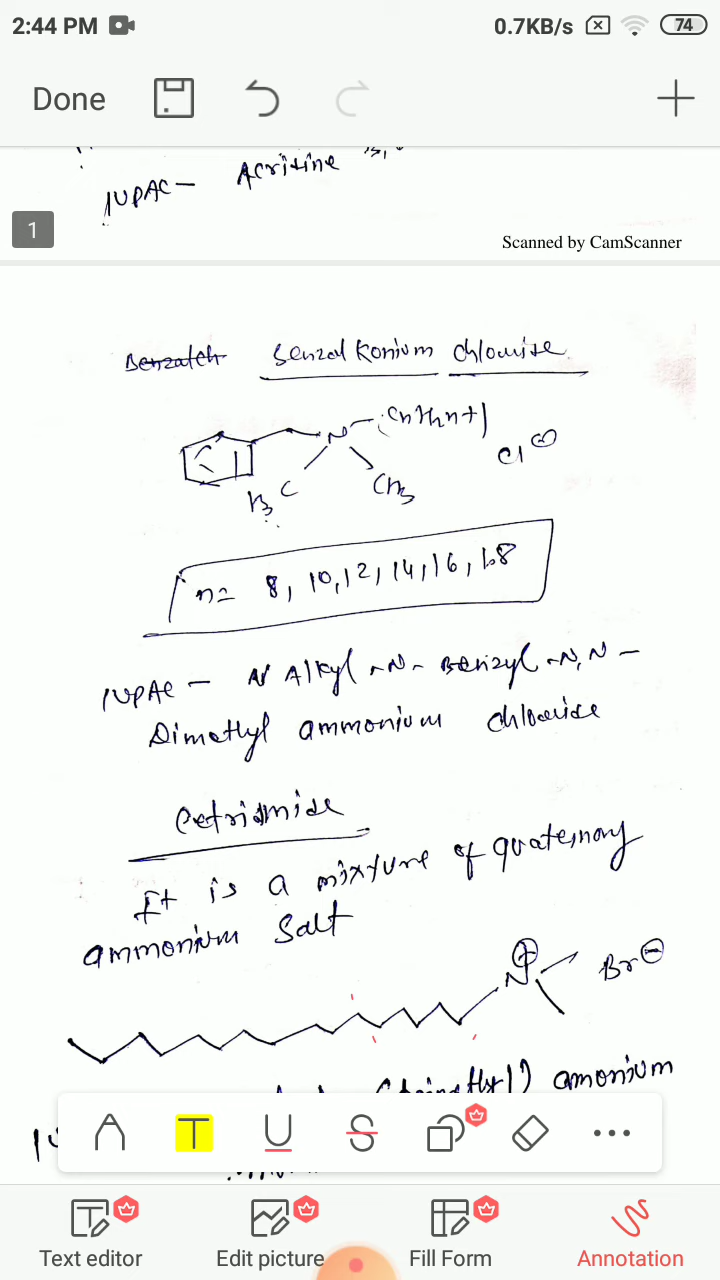 2:44 PM 0.7KB/s 74
Done
IUPAC - Acridine
1
Scanned by CamScanner
Benzalkonium chloride
N CnHn+1
Cl⊖
H3C CH3
n= 8, 10, 12, 14, 16, 18
IUPAC - N Alkyl -N- Benzyl -N, N -
Dimethyl ammonium chloride
Cetrimide
It is a mixture of quaternary
ammonium Salt
N⊕ Br⊖
amonium
Text editor Edit picture Fill Form Annotation